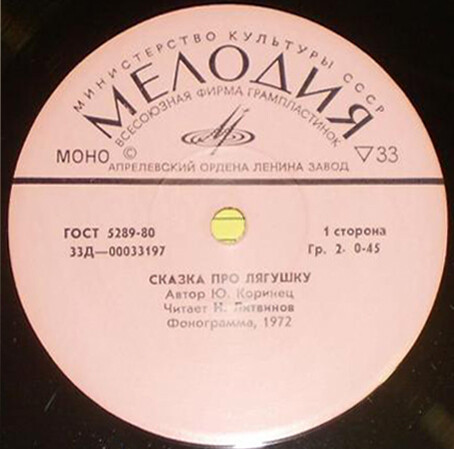 МИНИСТЕРСТВО КУЛЬТУРЫ СССР
МЕЛОДИЯ
ВСЕСОЮЗНАЯ ФИРМА ГРАМПЛАСТИНОК
МОНО ©
▽33
АПРЕЛЕВСКИЙ ОРДЕНА ЛЕНИНА ЗАВОД
ГОСТ 5289-80
1 сторона
33Д—00033197
Гр. 2- 0-45
СКАЗКА ПРО ЛЯГУШКУ
Автор Ю. Коринец
Читает Н. Литвинов
Фонограмма, 1972